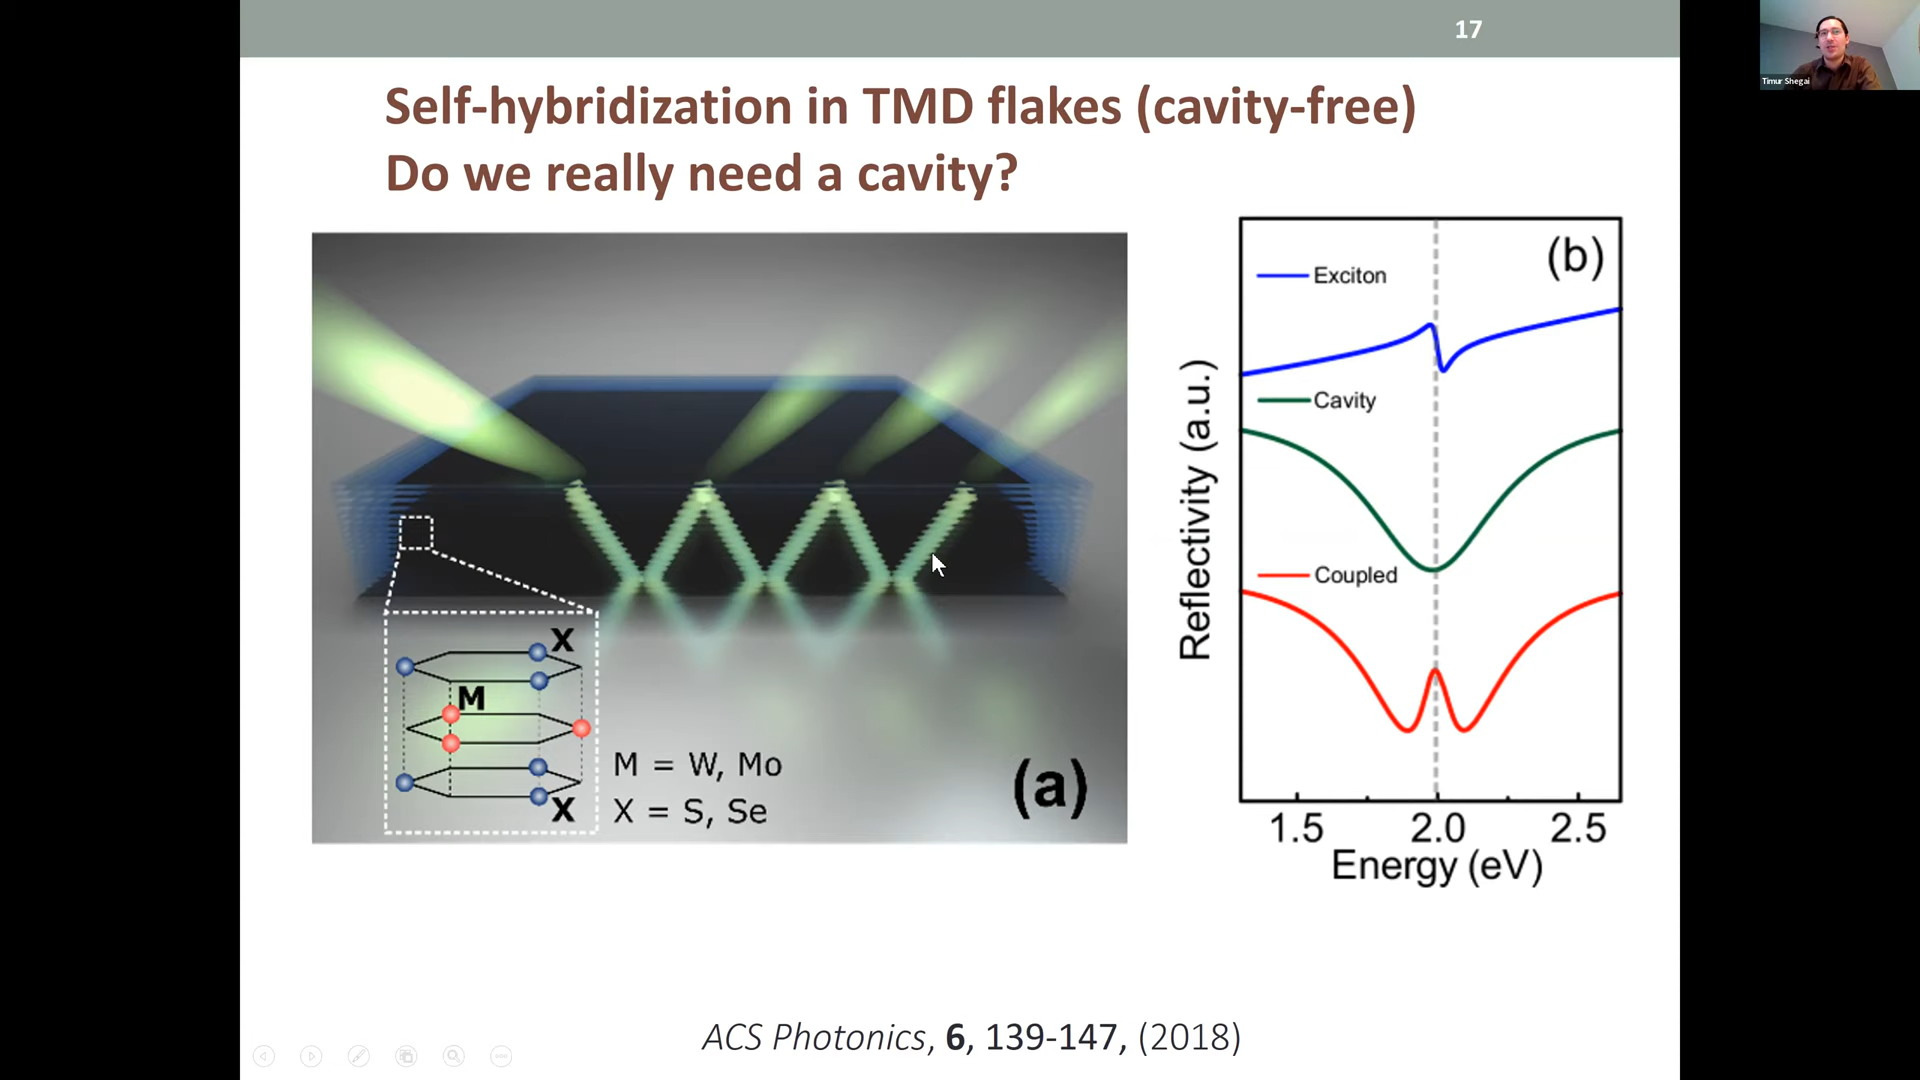 17
Timur Shegai
Self-hybridization in TMD flakes (cavity-free)
Do we really need a cavity?
X
M
X
M = W, Mo
X = S, Se
(a)
(b)
Exciton
Cavity
Coupled
Reflectivity (a.u.)
1.5 2.0 2.5
Energy (eV)
ACS Photonics, 6, 139-147, (2018)